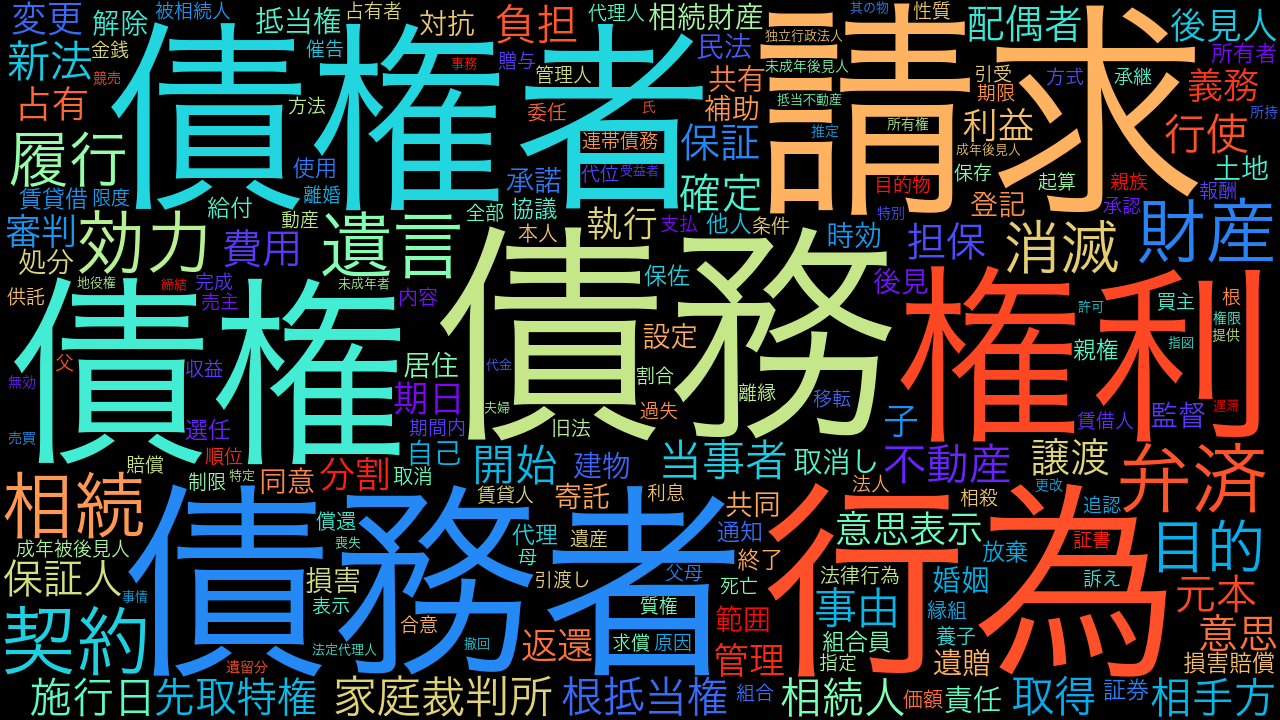 変更
解除
被相続人
抵当権
占有者
対抗
負担
代理人
相続財産
其の物
性質
配偶者
後見人
新法
金銭
競売
催告
事務
贈与
管理人
民法
独立行政法人
未成年後見人
引受
方式
承継
所有者
占有
方法
債権者
委任
氏
共有
補助
抵当不動産
請求
期限
義務
所持
履行
連帯債務
保証
推定
所有権
利益
成年後見人
行使
使用
承諾
代位
受益者
確定
目的物
保存
起算
親族
土地
賃貸借
限度
離婚
給付
動産
全部
協議
支払
他人
条件
特別
登記
承認
報酬
審判
効力
費用
遺言
本人
執行
時効
担保
消滅
財産
処分
供託
地役権
締結
完成
売主
未成年者
内容
債務
保佐
後見
債権
権利
設定
許可
買主
根
権限
提供
指図
親権
父
収益
無効
居住
期日
代金
夫婦
割合
離縁
過失
移転
子
賃借人
監督
遅滞
売買
選任
順位
期間内
旧法
自己
賠償
制限
特定
同意
分割
取消
開始
建物
当事者
取消し
不動産
譲渡
弁済
相続
賃貸人
寄託
利息
共同
法人
相殺
更改
追認
成年被後見人
償還
喪失
債務者
代理
母
遺産
通知
終了
行為
意思表示
放棄
証書
目的
保証人
損害
表示
引渡し
父母
死亡
法律行為
婚姻
訴え
元本
事情
契約
合意
質権
範囲
事由
縁組
養子
意思
法定代理人
遺留分
撤回
返還
求償
原因
管理
組合員
指定
遺贈
損害賠償
施行日
先取特権
家庭裁判所
根抵当権
組合
相続人
価額
責任
取得
証券
相手方